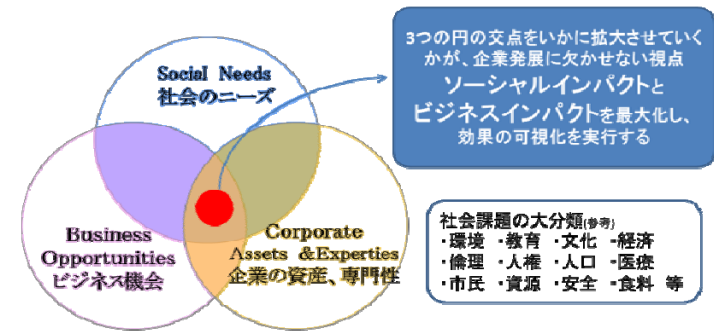 Social Needs
社会のニーズ
Business
Opportunities
ビジネス機会
Corporate
Assets &Experties
企業の資産、専門性
3つの円の交点をいかに拡大させていく
かが、企業発展に欠かせない視点
ソーシャルインパクトと
ビジネスインパクトを最大化し、
効果の可視化を実行する
社会課題の大分類(参考)
・環境 ・教育 ・文化 ・経済
・倫理 ・人権 ・人口 ・医療
・市民 ・資源 ・安全 ・食料 等